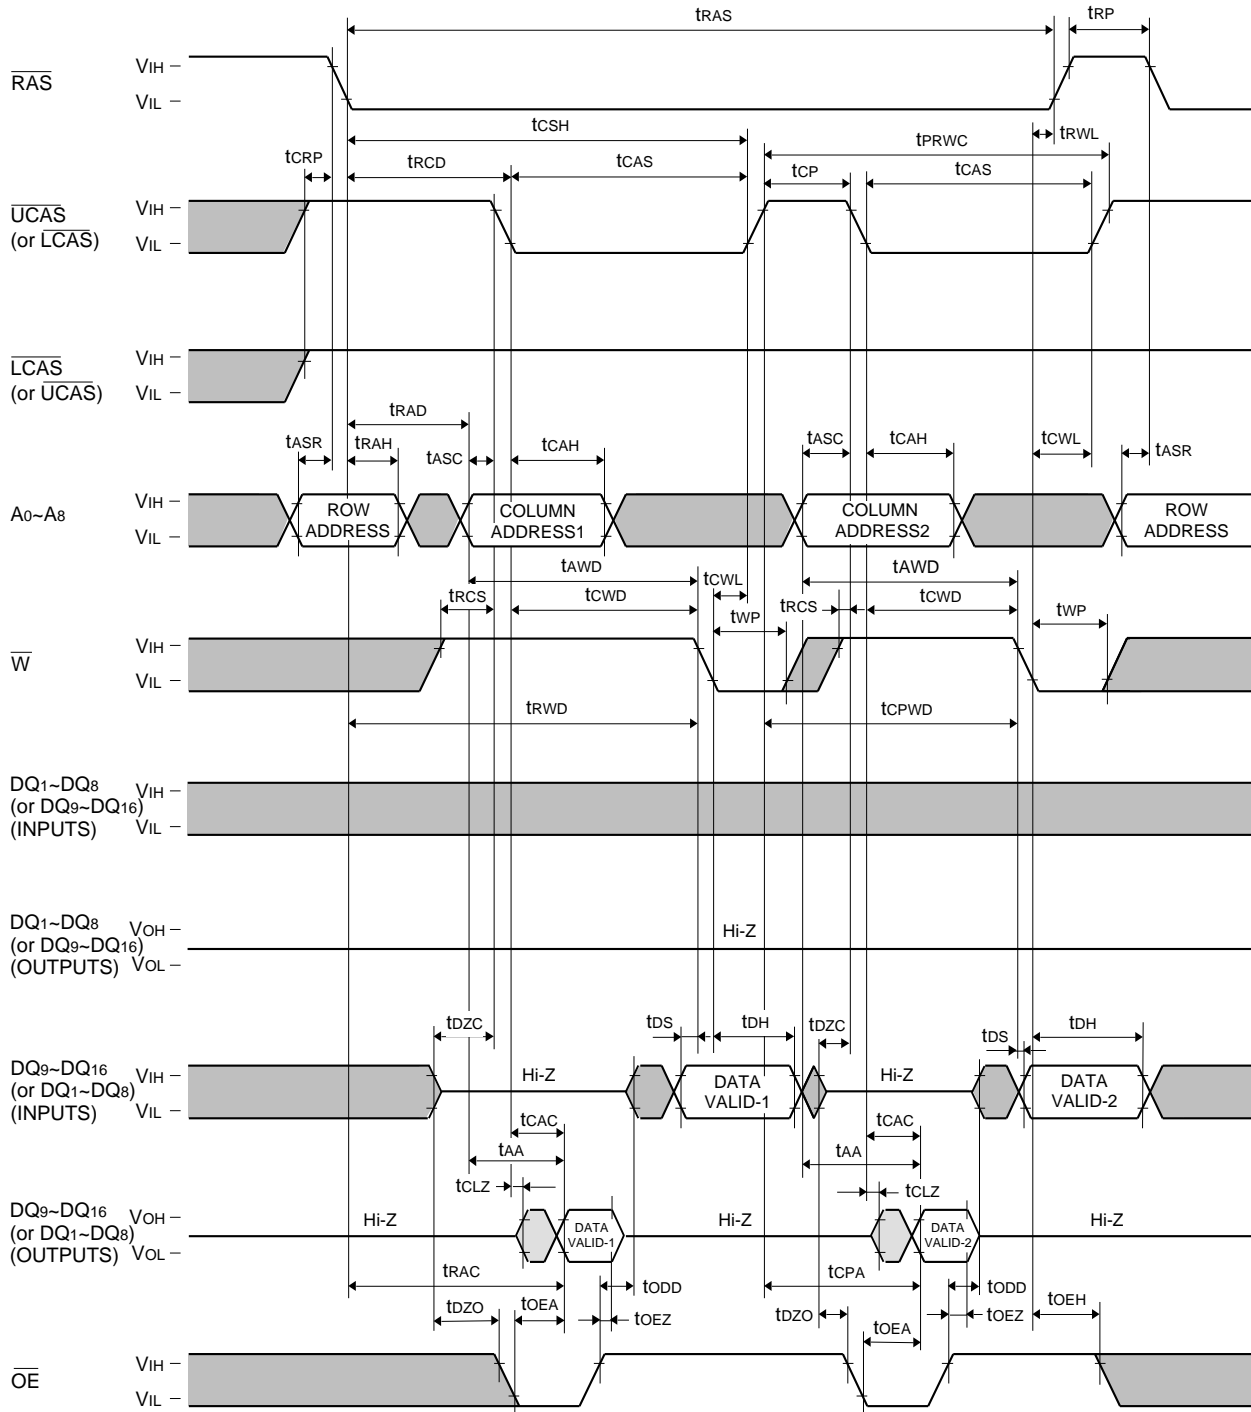 tRAS
tRP
RAS
VIH
VIL
tCSH
tRWL
tPRWC
tCRP
tRCD
tCAS
tCP
tCAS
UCAS
(or LCAS)
VIH
VIL
LCAS
(or UCAS)
VIH
VIL
tRAD
tASR
tRAH
tASC
tCAH
tASC
tCAH
tCWL
tASR
A0~A8
VIH
VIL
ROW
ADDRESS
COLUMN
ADDRESS1
COLUMN
ADDRESS2
ROW
ADDRESS
tAWD
tCWL
tAWD
tRCS
tCWD
tWP
tRCS
tCWD
tWP
W
VIH
VIL
tRWD
tCPWD
DQ1~DQ8
(or DQ9~DQ16)
(INPUTS)
VIH
VIL
DQ1~DQ8
(or DQ9~DQ16)
(OUTPUTS)
VOH
VOL
Hi-Z
tDZC
tDS
tDH
tDZC
tDS
tDH
DQ9~DQ16
(or DQ1~DQ8)
(INPUTS)
VIH
VIL
Hi-Z
DATA
VALID-1
Hi-Z
DATA
VALID-2
tCAC
tAA
tCLZ
tCAC
tAA
tCLZ
DQ9~DQ16
(or DQ1~DQ8)
(OUTPUTS)
VOH
VOL
Hi-Z
DATA
VALID-1
Hi-Z
DATA
VALID-2
Hi-Z
tRAC
tODD
tCPA
tODD
tDZO
tOEA
tOEZ
tDZO
tOEA
tOEZ
tOEH
OE
VIH
VIL